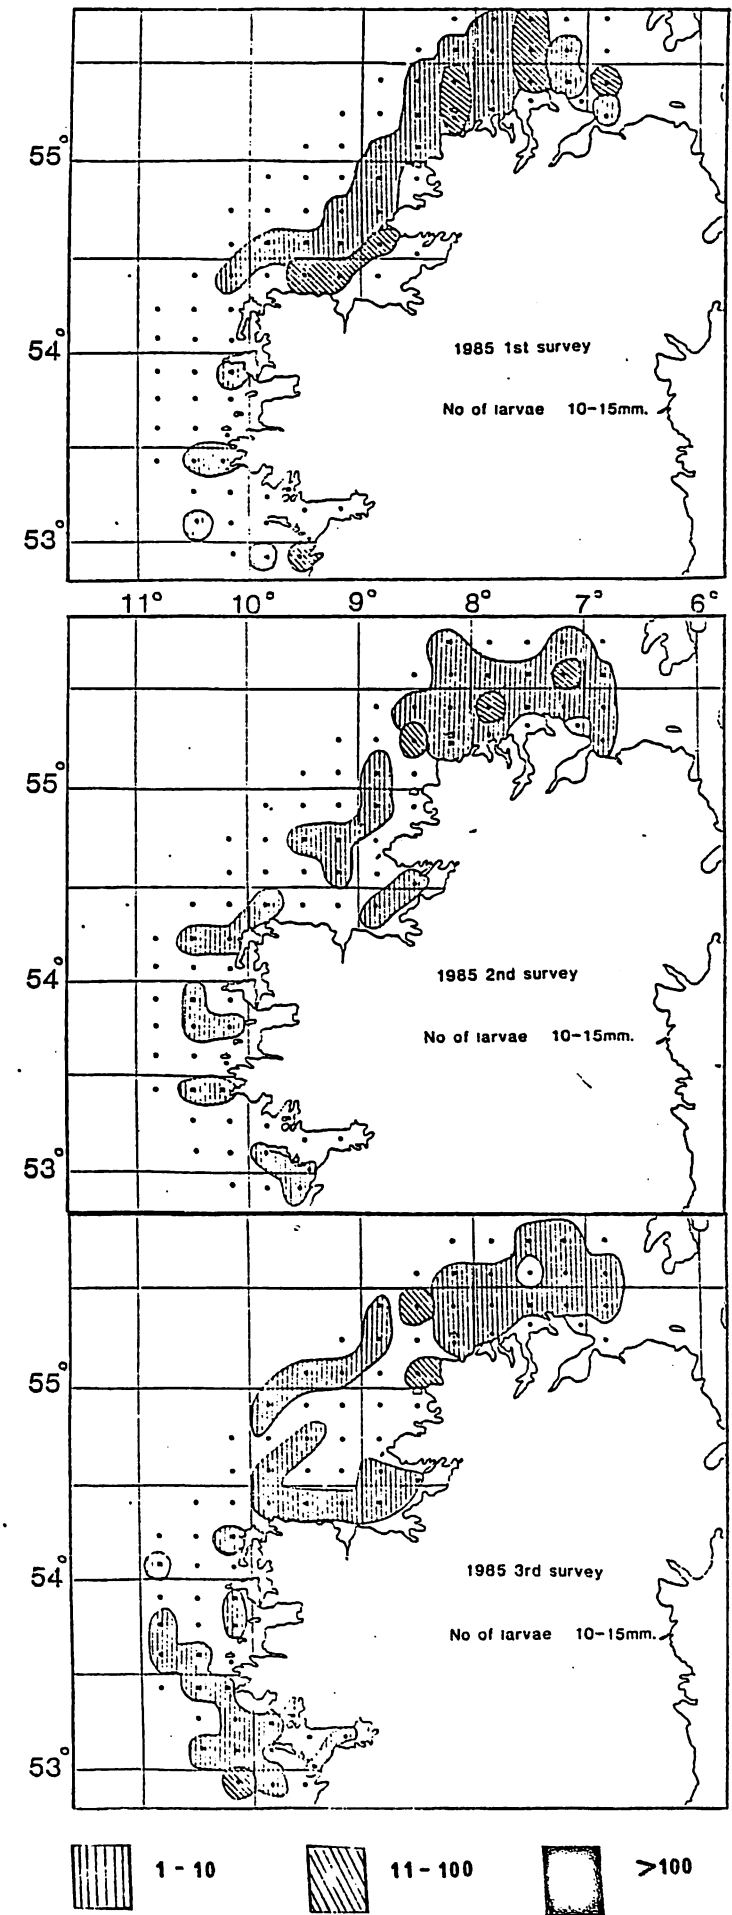 55°
54°
1985 1st survey
No of larvae 10-15mm.
53°
11° 10° 9° 8° 7° 6°
55°
54°
1985 2nd survey
No of larvae 10-15mm.
53°
55°
54°
1985 3rd survey
No of larvae 10-15mm.
53°
1-10 11-100 >100